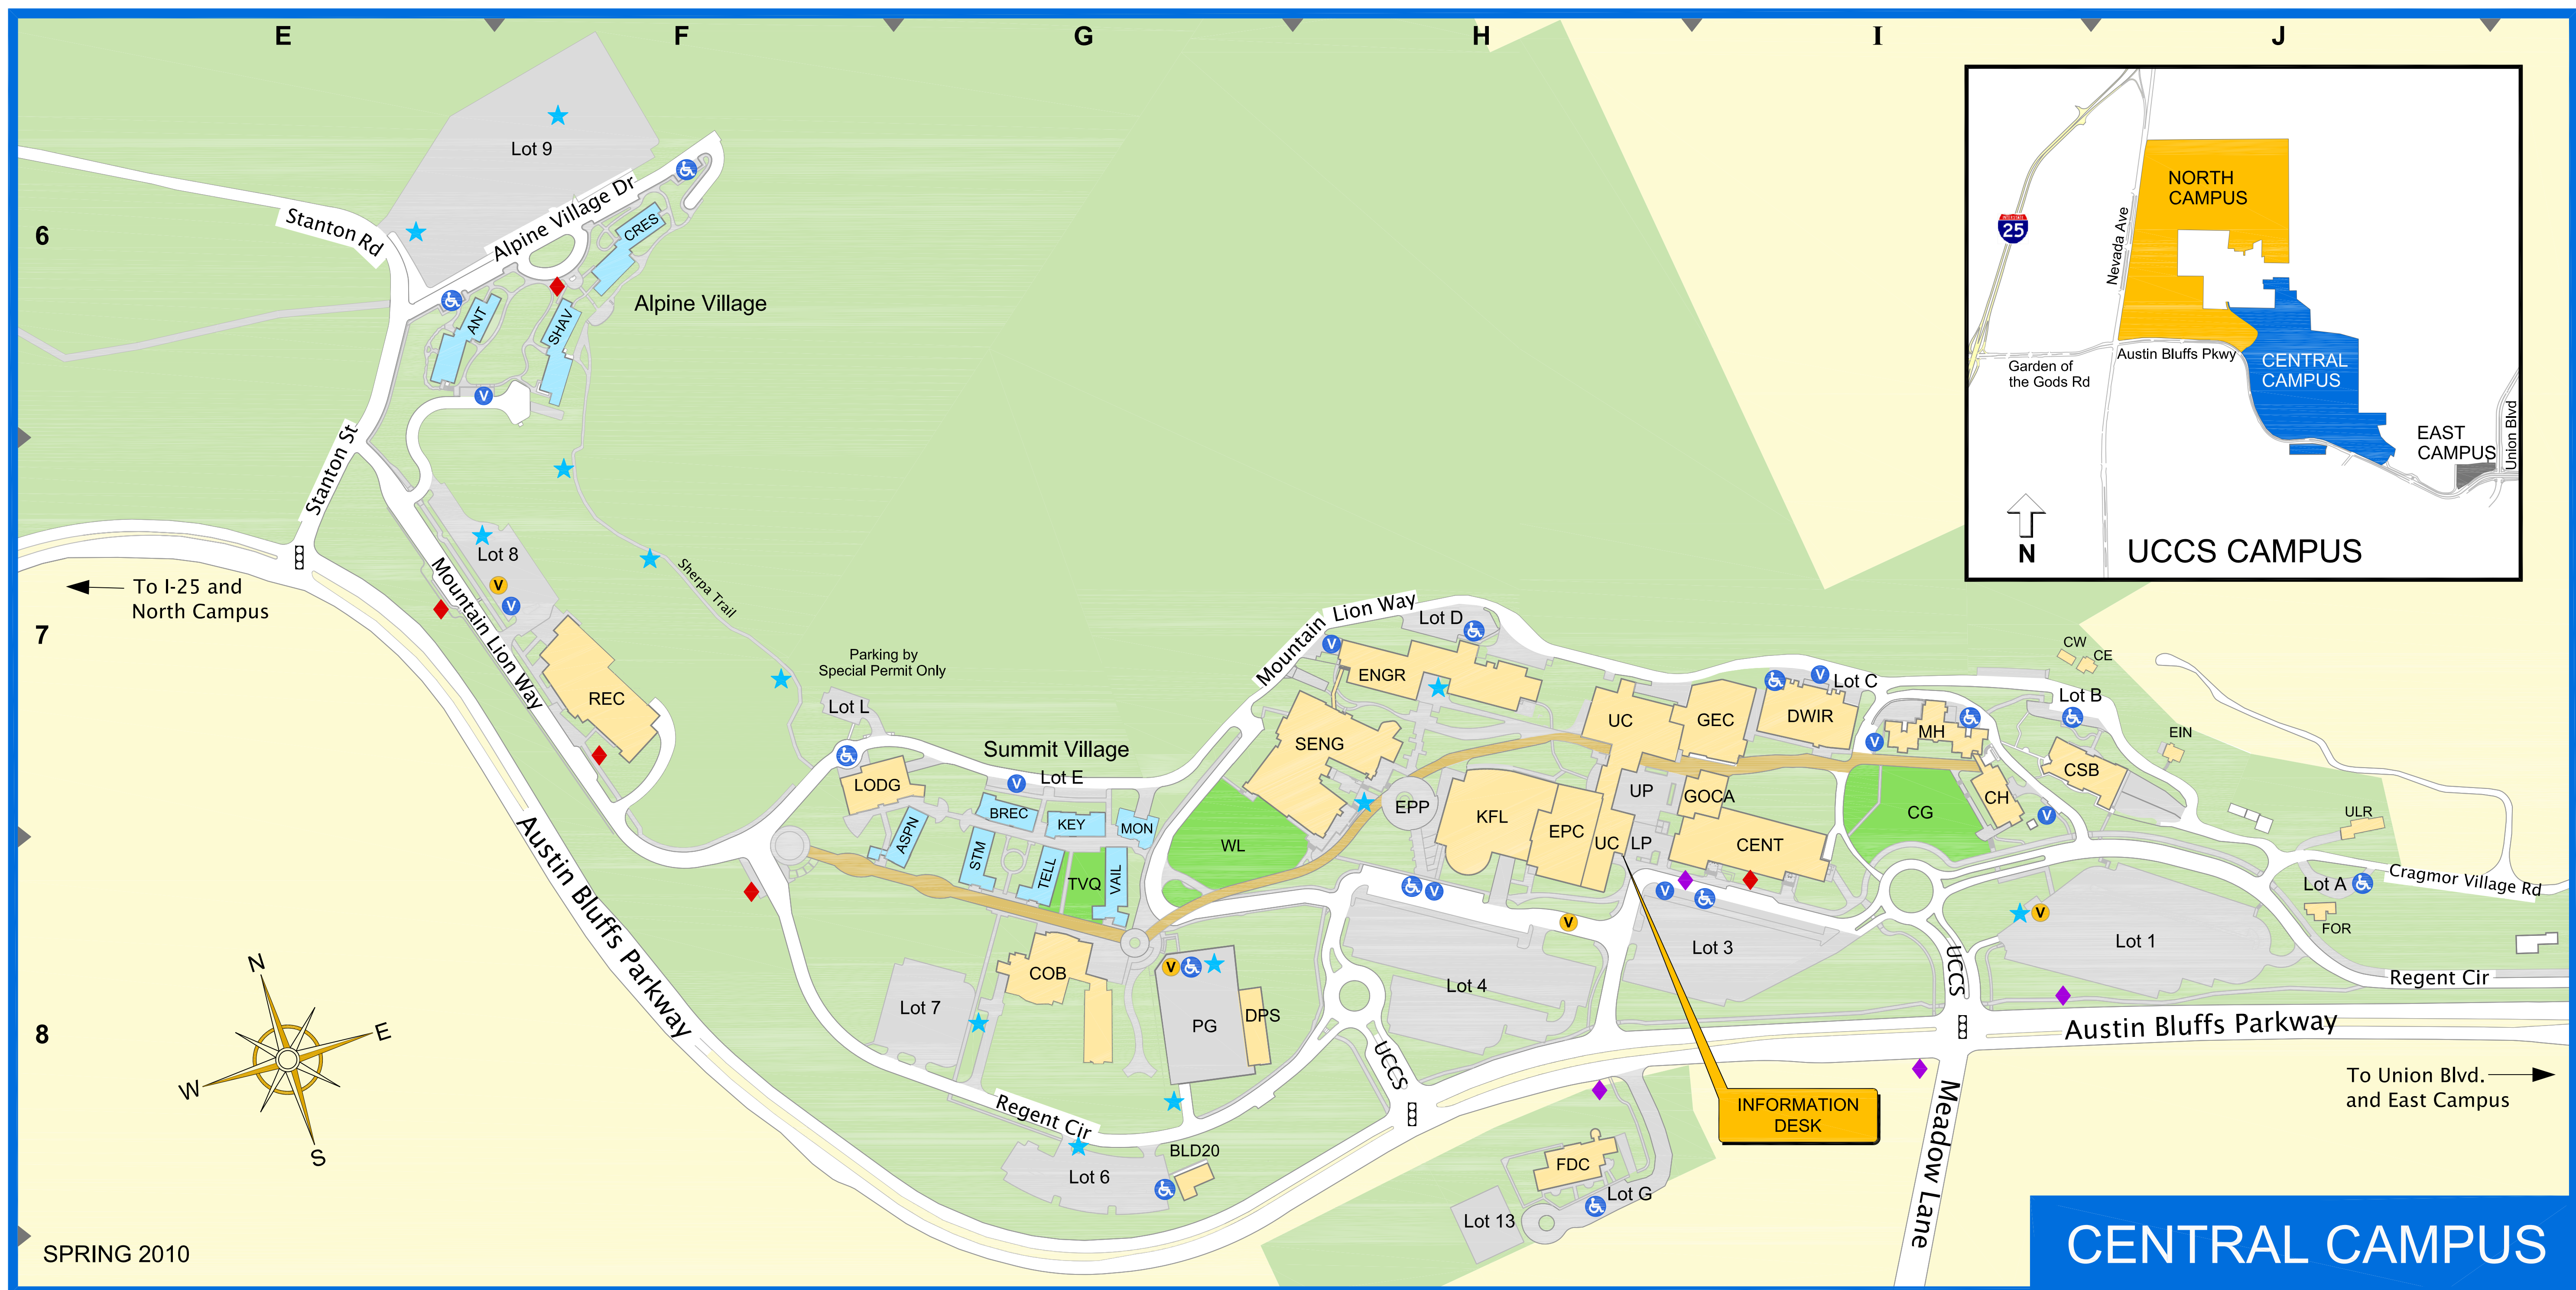 E
F
G
H
I
J
6
7
8
Lot 9
Stanton Rd
Alpine Village Dr
CRES
ANT
SHAV
Alpine Village
V
Stanton St
To I-25 and
North Campus
Lot 8
V
V
Mountain Lion Way
REC
Sherpa Trail
Parking by
Special Permit Only
Lot L
LODG
Summit Village
V
Lot E
BREC
KEY
MON
ASPN
STM
TELL
TVQ
VAIL
WL
Austin Bluffs Parkway
COB
Lot 7
V
PG
DPS
Regent Cir
Lot 6
BLD20
Mountain Lion Way
Lot D
V
ENGR
SENG
EPP
KFL
EPC
UC
UC
GEC
UP
LP
GOCA
CENT
V
Lot C
DWIR
V
MH
CG
CH
V
CW
CE
Lot B
CSB
EIN
ULR
Lot A
Cragmor Village Rd
FOR
V
V
V
Lot 4
Lot 3
V
Lot 1
UCCS
UCCS
Regent Cir
Austin Bluffs Parkway
To Union Blvd.
and East Campus
Meadow Lane
INFORMATION
DESK
FDC
Lot G
Lot 13
N
E
W
S
SPRING 2010
INTERSTATE
25
NORTH
CAMPUS
Nevada Ave
Garden of
the Gods Rd
Austin Bluffs Pkwy
CENTRAL
CAMPUS
EAST
CAMPUS
Union Blvd
N
UCCS CAMPUS
CENTRAL CAMPUS